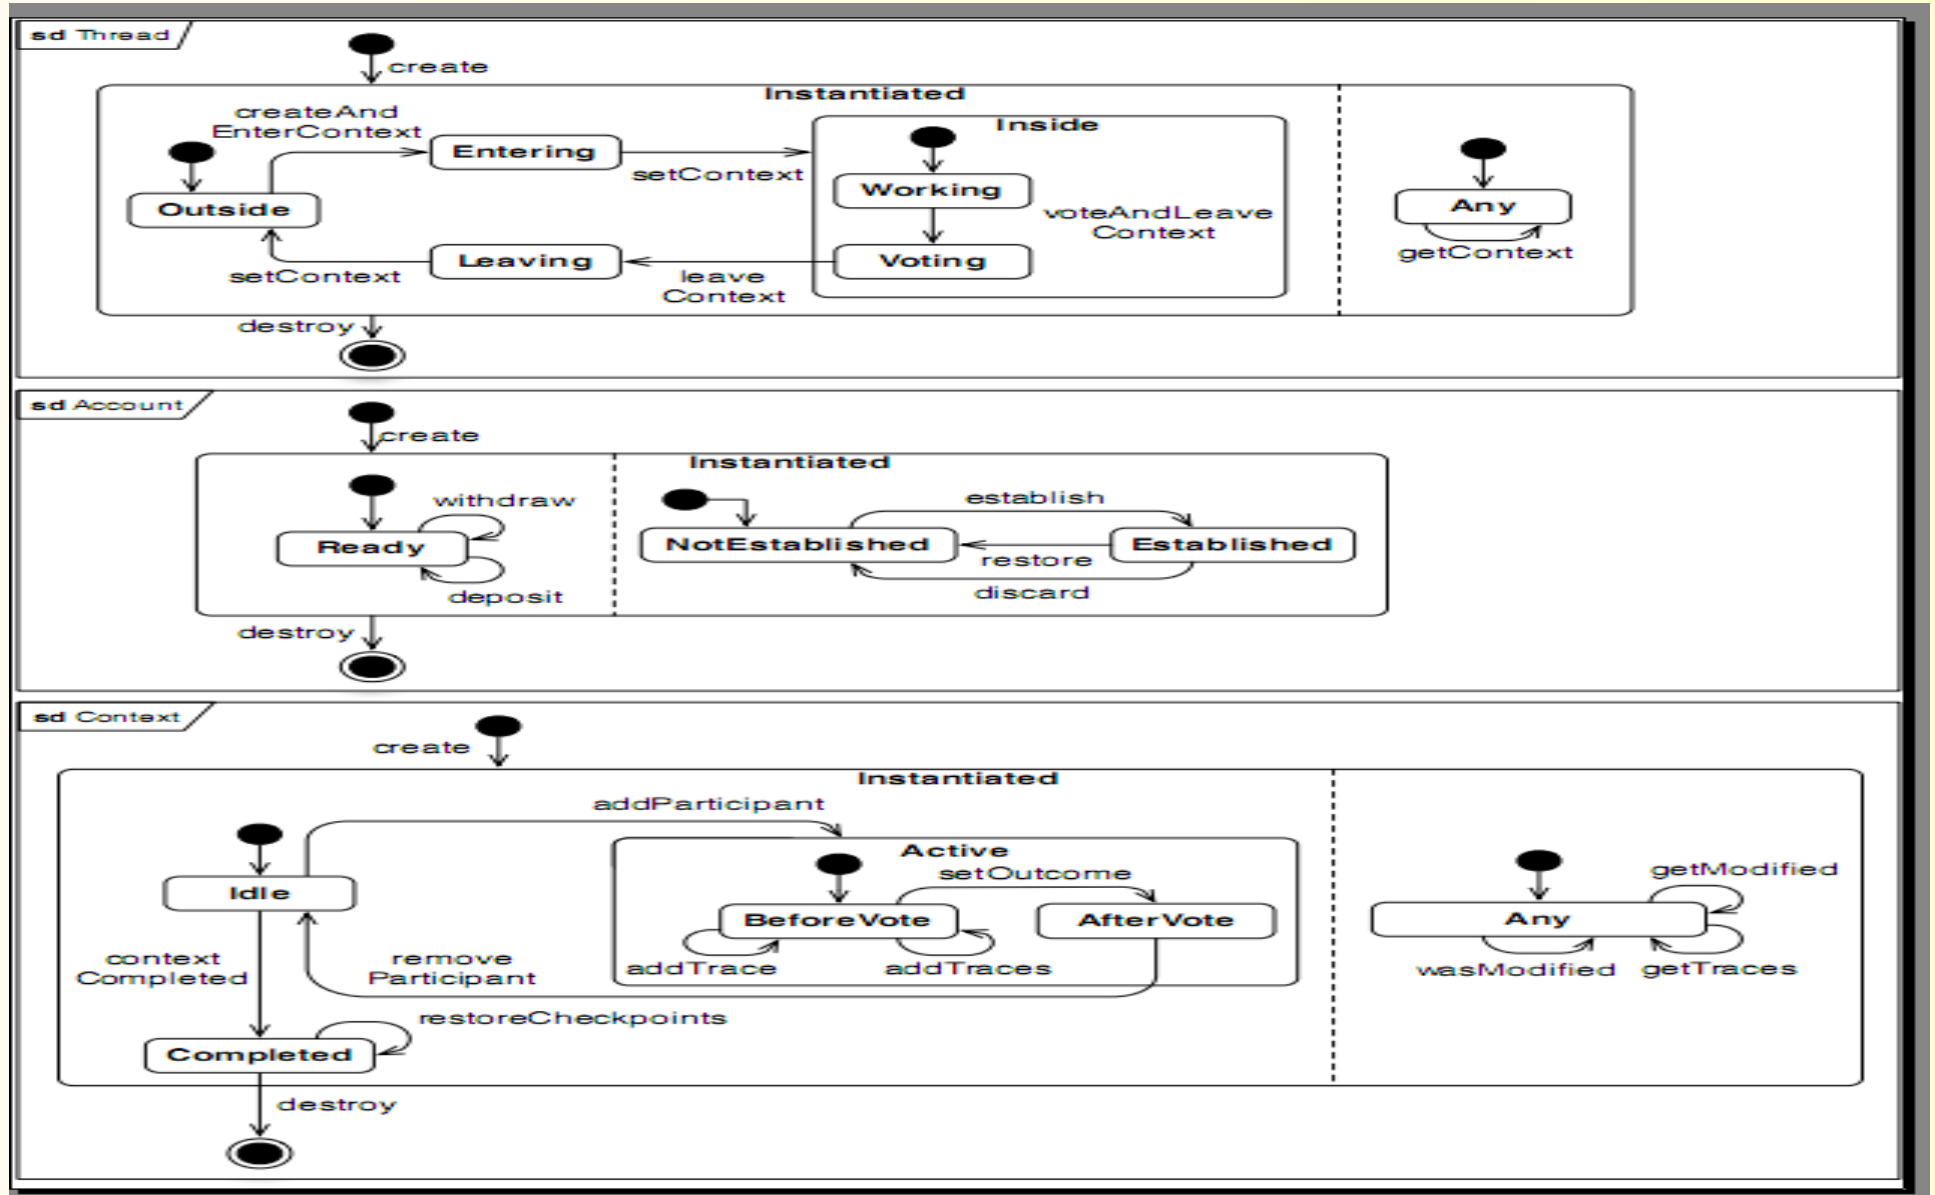 sd Thread
create
Instantiated
createAnd
EnterContext
Inside
Entering
setContext
Working
Outside
voteAndLeave
Context
Any
getContext
setContext
Leaving
leave
Context
Voting
destroy
sd Account
create
Instantiated
withdraw
establish
Ready
NotEstablished
Established
restore
deposit
discard
destroy
sd Context
create
Instantiated
addParticipant
Active
setOutcome
getModified
Idle
BeforeVote
AfterVote
Any
context
Completed
remove
Participant
addTrace
addTraces
wasModified
getTraces
restoreCheckpoints
Completed
destroy